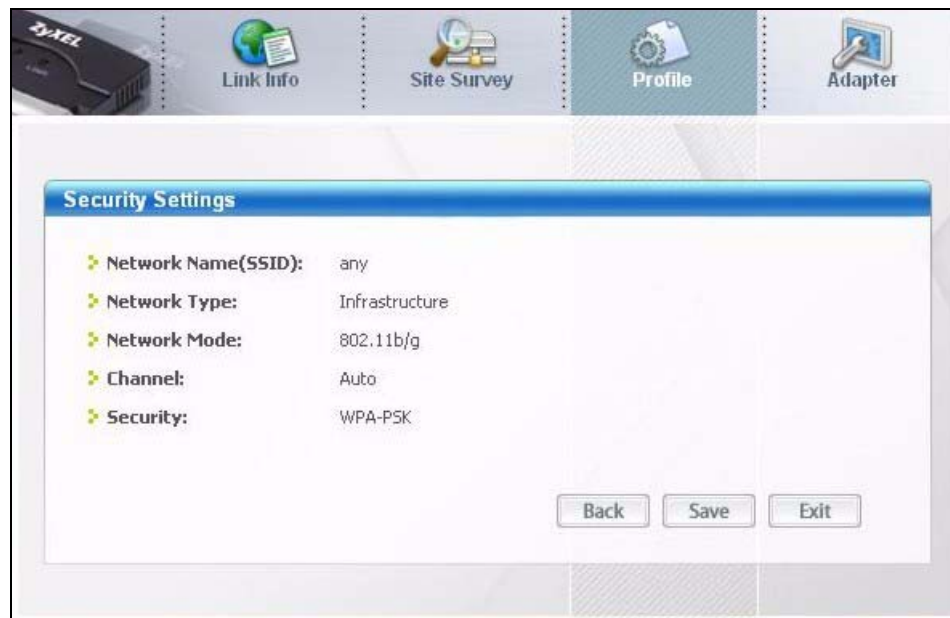 ZyXEL
Link Info
Site Survey
Profile
Adapter
Security Settings
Network Name(SSID): any
Network Type: Infrastructure
Network Mode: 802.11b/g
Channel: Auto
Security: WPA-PSK
Back Save Exit